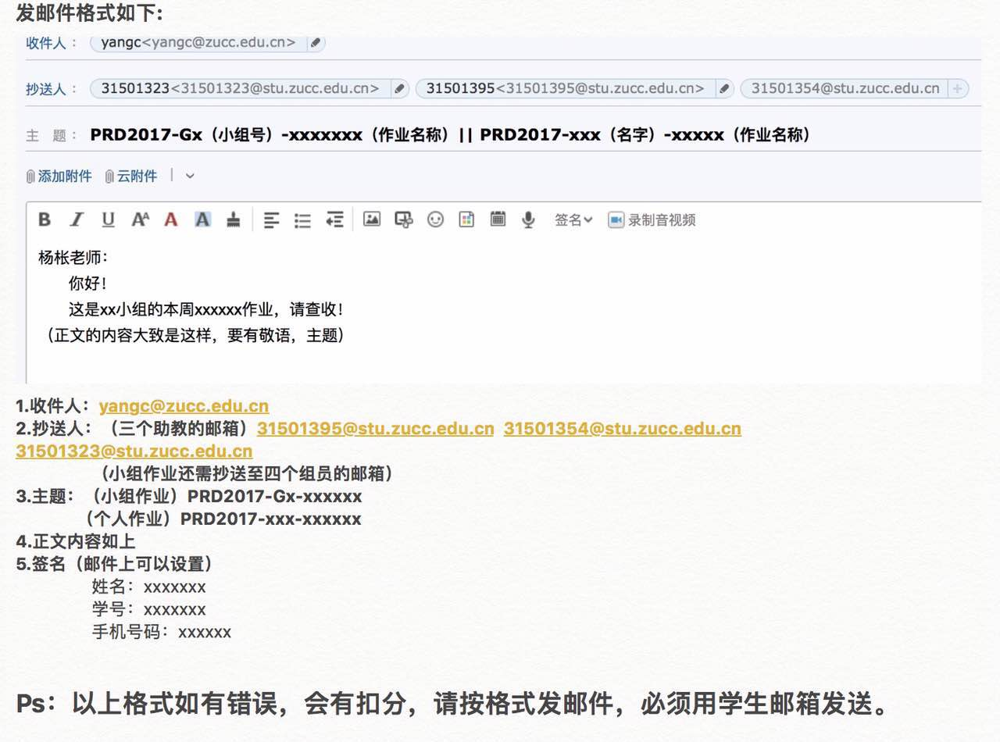 发邮件格式如下：
收件人： yangc<yangc@zucc.edu.cn>
抄送人： 31501323<31501323@stu.zucc.edu.cn> 31501395<31501395@stu.zucc.edu.cn> 31501354@stu.zucc.edu.cn +
主 题： PRD2017-Gx（小组号）-xxxxxxx（作业名称）|| PRD2017-xxx（名字）-xxxxx（作业名称）
添加附件 云附件
B I U AA A A 签名 录制音视频
杨枨老师：
你好！
这是xx小组的本周xxxxxx作业，请查收！
（正文的内容大致是这样，要有敬语，主题）
1.收件人：yangc@zucc.edu.cn
2.抄送人：（三个助教的邮箱）31501395@stu.zucc.edu.cn 31501354@stu.zucc.edu.cn
31501323@stu.zucc.edu.cn
（小组作业还需抄送至四个组员的邮箱）
3.主题：（小组作业）PRD2017-Gx-xxxxxx
（个人作业）PRD2017-xxx-xxxxxx
4.正文内容如上
5.签名（邮件上可以设置）
姓名：xxxxxxx
学号：xxxxxxx
手机号码：xxxxxx
Ps：以上格式如有错误，会有扣分，请按格式发邮件，必须用学生邮箱发送。